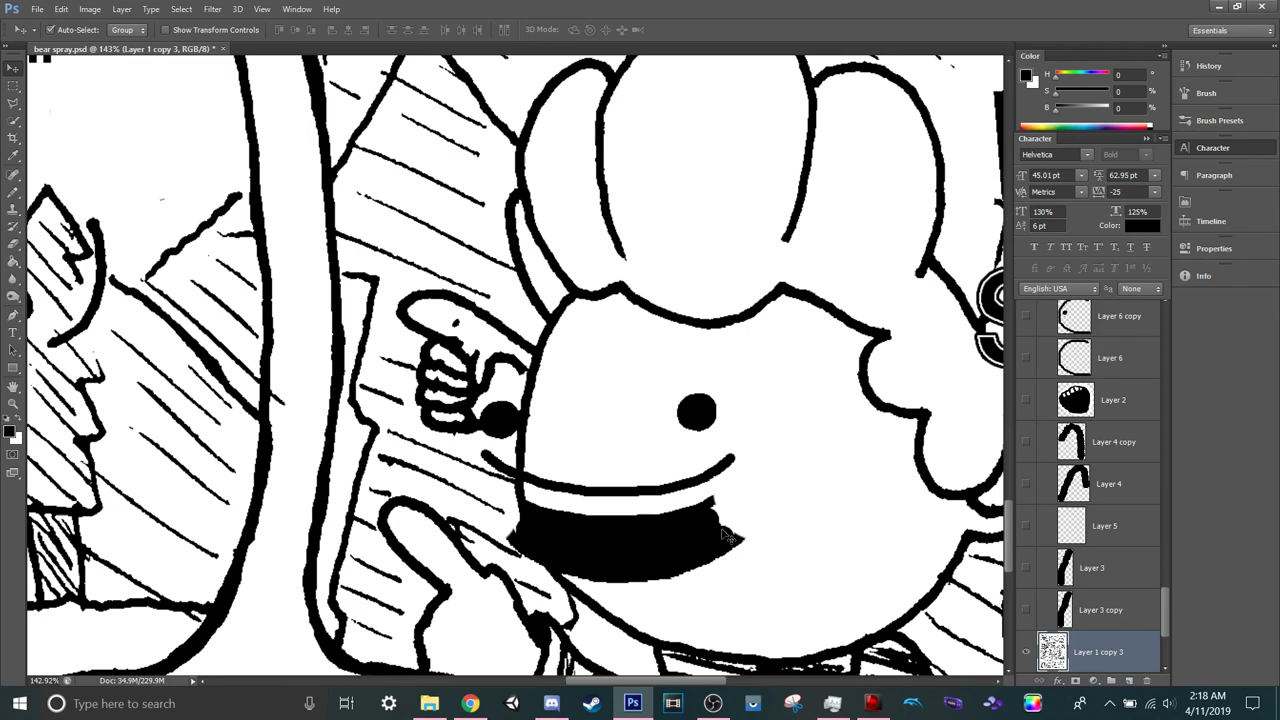 Ps File Edit Image Layer Type Select Filter 3D View Window Help
Auto-Select: Group Show Transform Controls 3D Mode: Essentials
bear spray.psd @ 143% (Layer 1 copy 3, RGB/8) *
Color
H 0 °
S 0 %
B 0 %
Character
Helvetica Bold
45.01 pt 62.95 pt
Metrics -25
130% 125%
6 pt Color:
English: USA None
Layer 6 copy
Layer 6
Layer 2
Layer 4 copy
Layer 4
Layer 5
Layer 3
Layer 3 copy
Layer 1 copy 3
History
Brush
Brush Presets
Character
Paragraph
Timeline
Properties
Info
142.92% Doc: 34.9M/229.9M
Type here to search
2:18 AM
4/11/2019